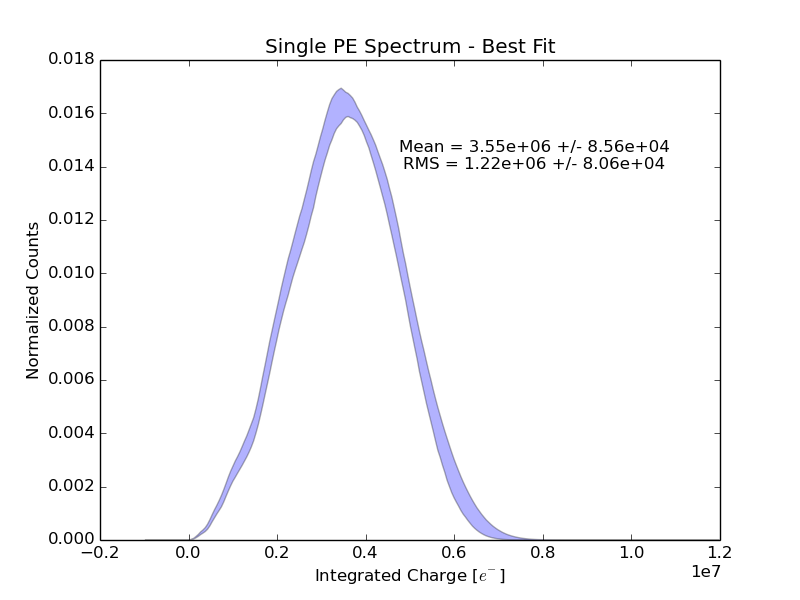 Single PE Spectrum - Best Fit
0.018
0.016
Mean = 3.55e+06 +/- 8.56e+04
RMS = 1.22e+06 +/- 8.06e+04
0.014
0.012
0.010
0.008
0.006
0.004
0.002
0.000
Normalized Counts
−0.2 0.0 0.2 0.4 0.6 0.8 1.0 1.2
1e7
Integrated Charge [e⁻]